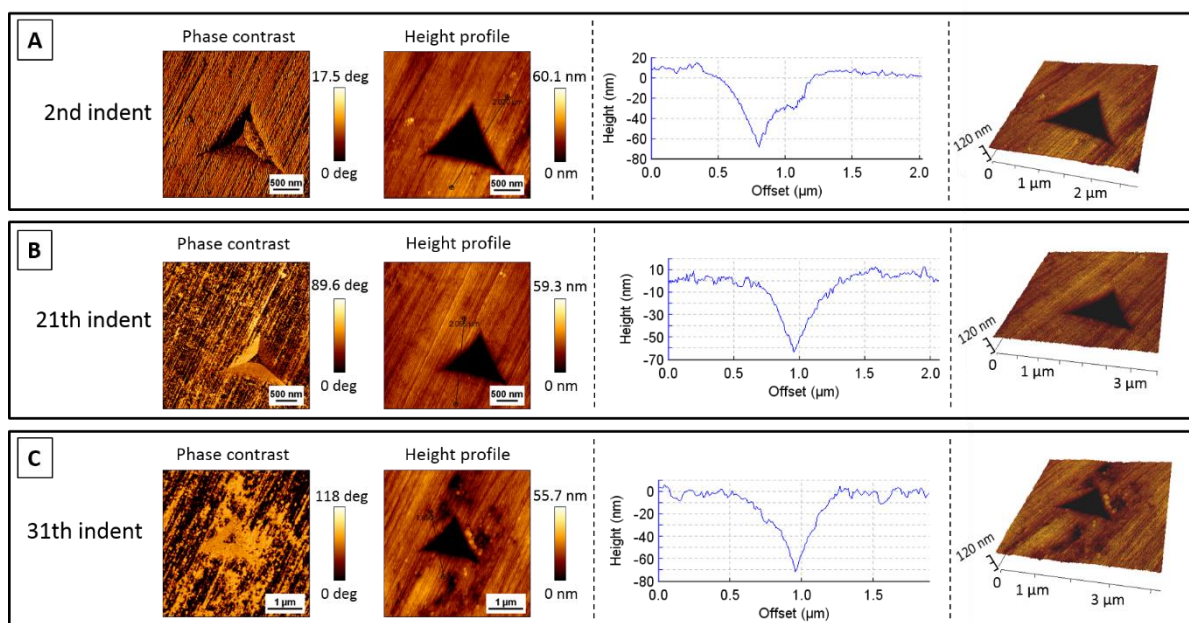 A
2nd indent
Phase contrast
17.5 deg
0 deg
500 nm
Height profile
60.1 nm
0 nm
500 nm
Height (nm)
20
0
-20
-40
-60
-80
0.0 0.5 1.0 1.5 2.0
Offset (µm)
120 nm
0
1 µm
2 µm
B
21th indent
Phase contrast
89.6 deg
0 deg
500 nm
Height profile
59.3 nm
0 nm
500 nm
Height (nm)
10
-10
-30
-50
-70
0.0 0.5 1.0 1.5 2.0
Offset (µm)
120 nm
0
1 µm
3 µm
C
31th indent
Phase contrast
118 deg
0 deg
1 µm
Height profile
55.7 nm
0 nm
1 µm
Height (nm)
0
-20
-40
-60
-80
0.0 0.5 1.0 1.5
Offset (µm)
120 nm
0
1 µm
3 µm